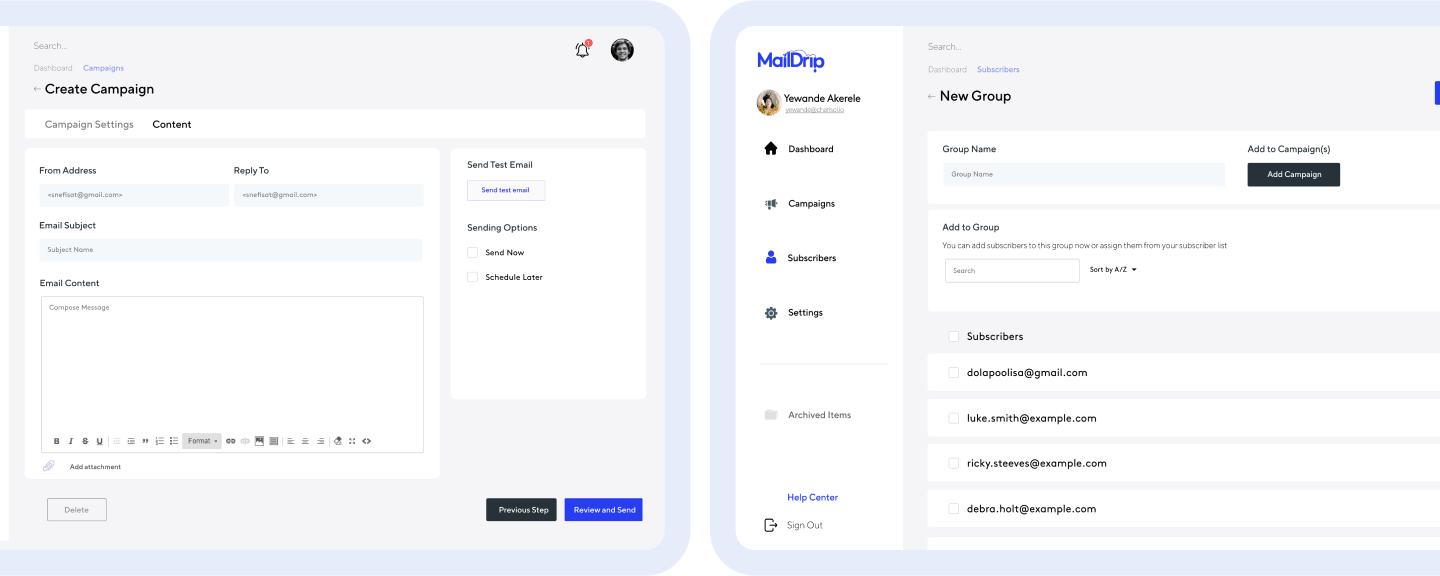 Search...
Dashboard Campaigns
← Create Campaign
Campaign Settings Content
From Address Reply To
<snefisat@gmail.com> <snefisat@gmail.com>
Email Subject
Subject Name
Email Content
Compose Message
B I S U Format
Add attachment
Send Test Email
Send test email
Sending Options
Send Now
Schedule Later
Delete Previous Step Review and Send
MailDrip
Yewande Akerele
yewande@charisol.io
Dashboard
Campaigns
Subscribers
Settings
Archived Items
Help Center
Sign Out
Search...
Dashboard Subscribers
← New Group
Group Name Add to Campaign(s)
Group Name Add Campaign
Add to Group
You can add subscribers to this group now or assign them from your subscriber list
Search Sort by A/Z
Subscribers
dolapoolisa@gmail.com
luke.smith@example.com
ricky.steeves@example.com
debra.holt@example.com